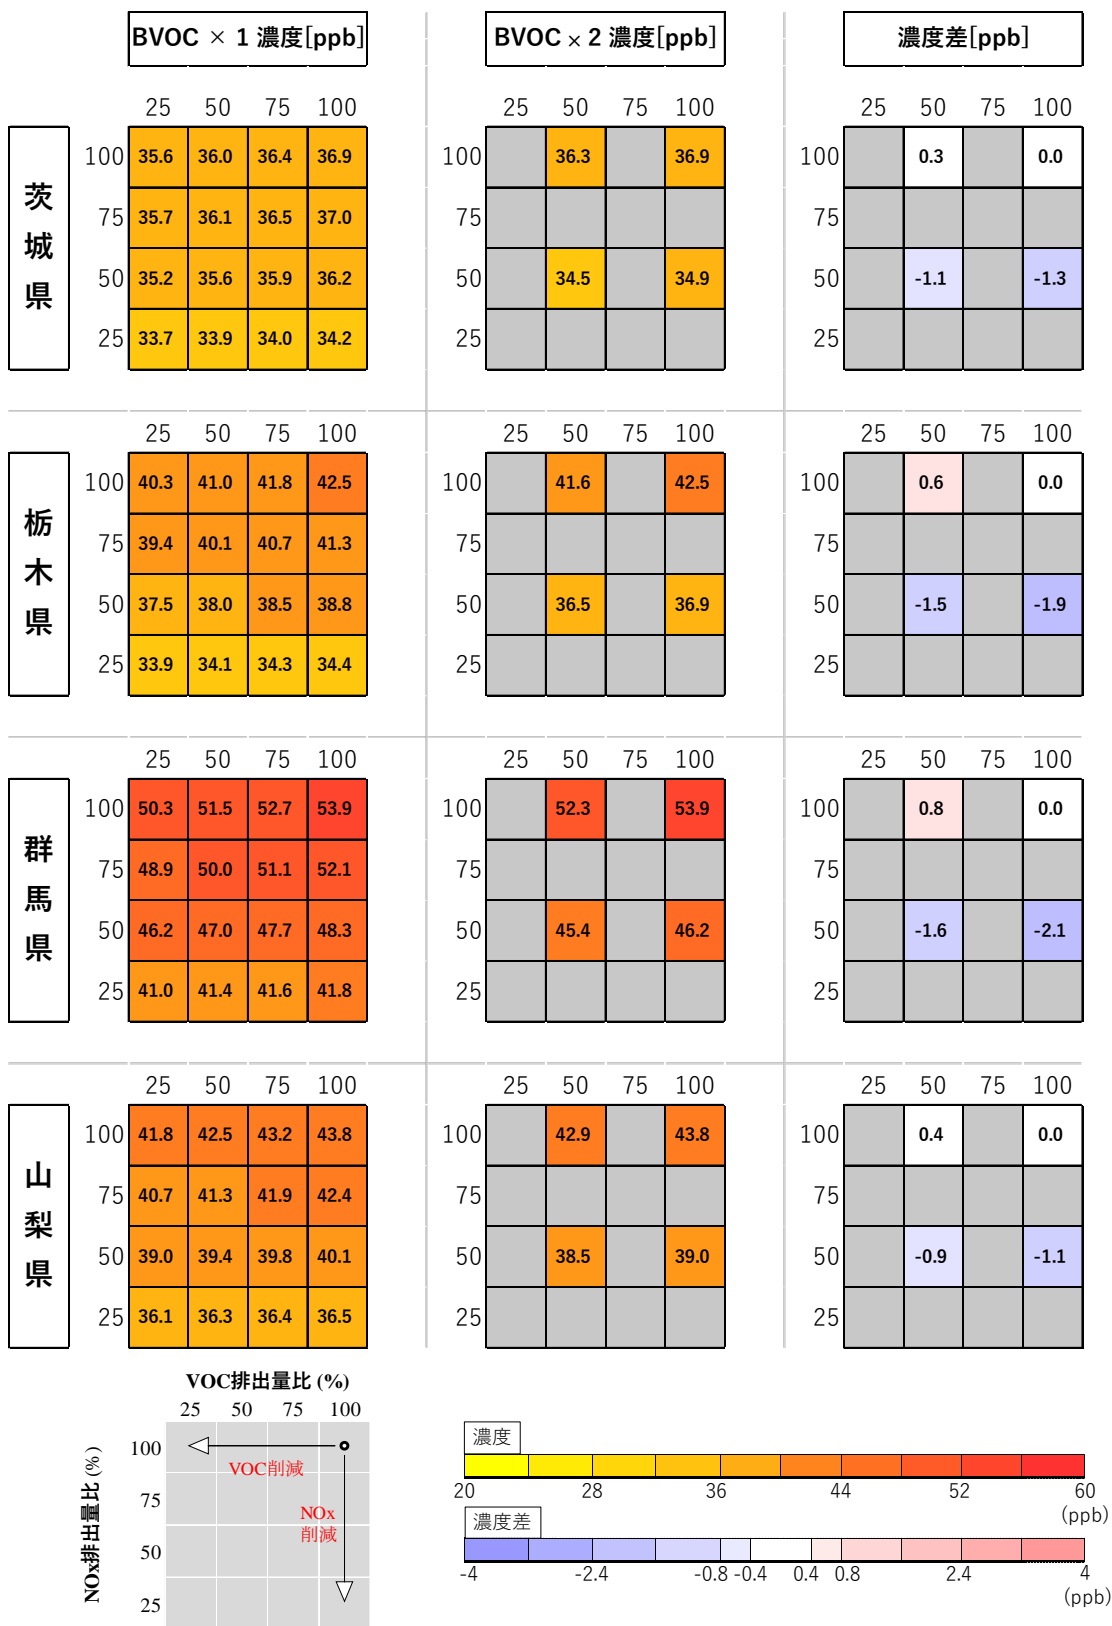 BVOC × 1 濃度[ppb] BVOC × 2 濃度[ppb] 濃度差[ppb]
25 50 75 100 25 50 75 100 25 50 75 100
茨城県
100 35.6 36.0 36.4 36.9 100 36.3 36.9 100 0.3 0.0
75 35.7 36.1 36.5 37.0 75 75
50 35.2 35.6 35.9 36.2 50 34.5 34.9 50 -1.1 -1.3
25 33.7 33.9 34.0 34.2 25 25
25 50 75 100 25 50 75 100 25 50 75 100
栃木県
100 40.3 41.0 41.8 42.5 100 41.6 42.5 100 0.6 0.0
75 39.4 40.1 40.7 41.3 75 75
50 37.5 38.0 38.5 38.8 50 36.5 36.9 50 -1.5 -1.9
25 33.9 34.1 34.3 34.4 25 25
25 50 75 100 25 50 75 100 25 50 75 100
群馬県
100 50.3 51.5 52.7 53.9 100 52.3 53.9 100 0.8 0.0
75 48.9 50.0 51.1 52.1 75 75
50 46.2 47.0 47.7 48.3 50 45.4 46.2 50 -1.6 -2.1
25 41.0 41.4 41.6 41.8 25 25
25 50 75 100 25 50 75 100 25 50 75 100
山梨県
100 41.8 42.5 43.2 43.8 100 42.9 43.8 100 0.4 0.0
75 40.7 41.3 41.9 42.4 75 75
50 39.0 39.4 39.8 40.1 50 38.5 39.0 50 -0.9 -1.1
25 36.1 36.3 36.4 36.5 25 25
VOC排出量比 (%)
25 50 75 100
NOx排出量比 (%)
100
75
50
25
VOC削減
NOx
削減
濃度
20 28 36 44 52 60
(ppb)
濃度差
-4 -2.4 -0.8 -0.4 0.4 0.8 2.4 4
(ppb)